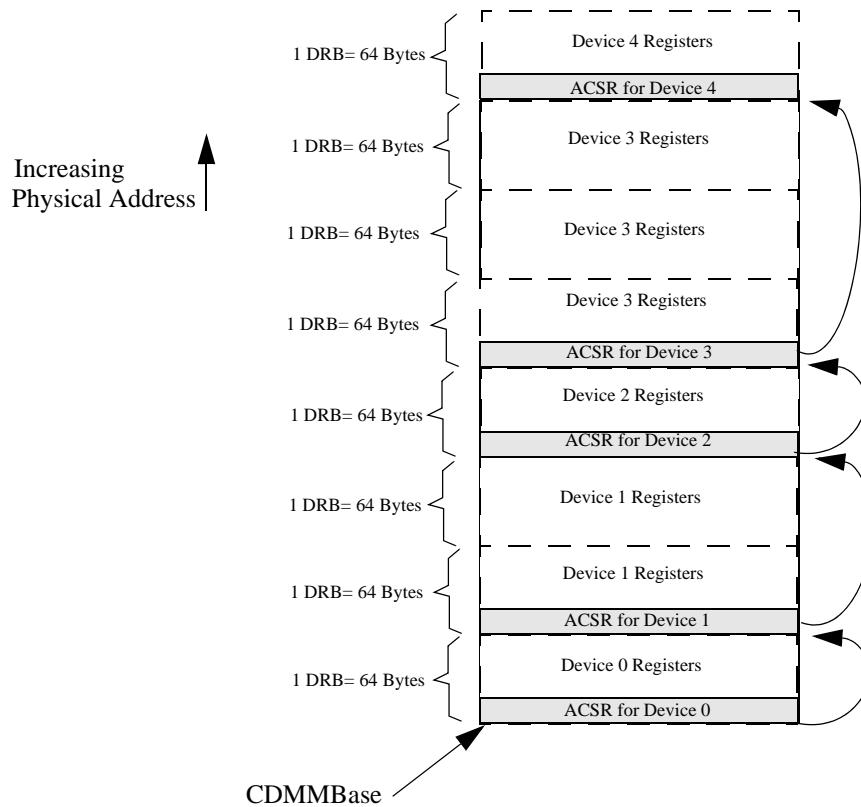 Device 4 Registers
1 DRB= 64 Bytes
ACSR for Device 4
1 DRB= 64 Bytes
Device 3 Registers
Increasing
Physical Address
1 DRB= 64 Bytes
Device 3 Registers
Device 3 Registers
1 DRB= 64 Bytes
ACSR for Device 3
Device 2 Registers
1 DRB= 64 Bytes
ACSR for Device 2
1 DRB= 64 Bytes
Device 1 Registers
Device 1 Registers
1 DRB= 64 Bytes
ACSR for Device 1
Device 0 Registers
1 DRB= 64 Bytes
ACSR for Device 0
CDMMBase